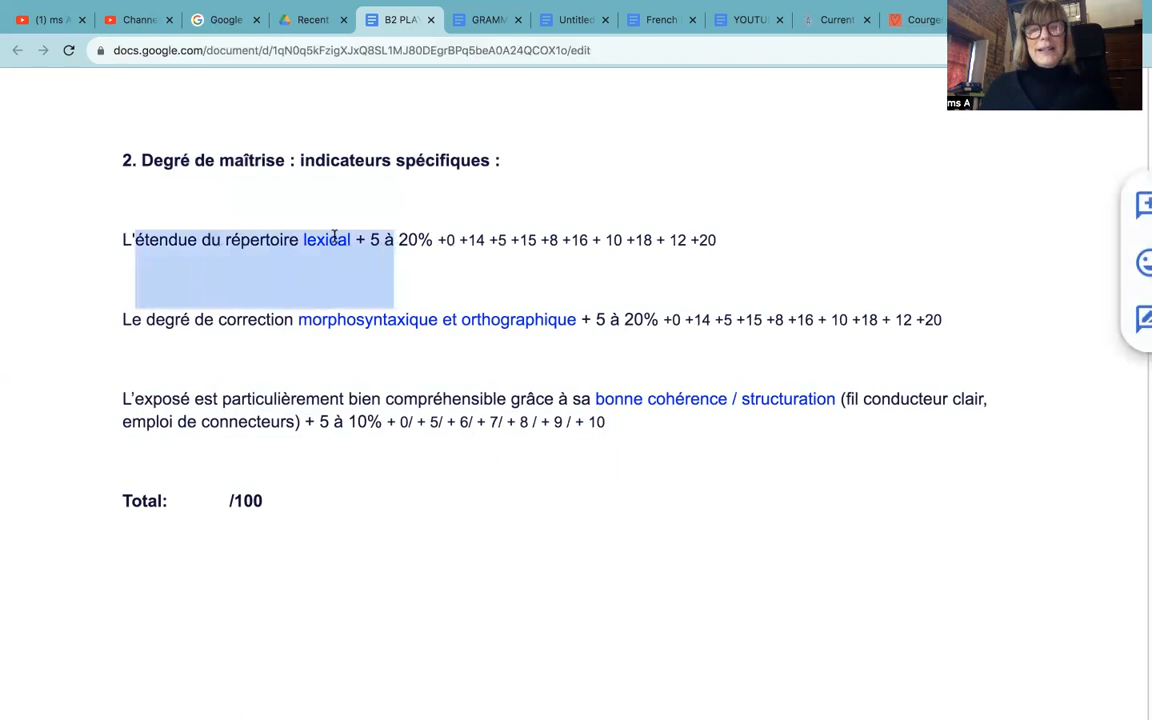 (1) ms A
Channe
Google
Recent
B2 PLA
GRAMM
Untitled
French
YOUTU
Current
Courge
docs.google.com/document/d/1qN0q5kFzigXJxQ8SL1MJ80DEgrBPq5beA0A24QCOX1o/edit
ms A
2. Degré de maîtrise : indicateurs spécifiques :
L'étendue du répertoire lexical + 5 à 20% +0 +14 +5 +15 +8 +16 + 10 +18 + 12 +20
Le degré de correction morphosyntaxique et orthographique + 5 à 20% +0 +14 +5 +15 +8 +16 + 10 +18 + 12 +20
L’exposé est particulièrement bien compréhensible grâce à sa bonne cohérence / structuration (fil conducteur clair,
emploi de connecteurs) + 5 à 10% + 0/ + 5/ + 6/ + 7/ + 8 / + 9 / + 10
Total: /100